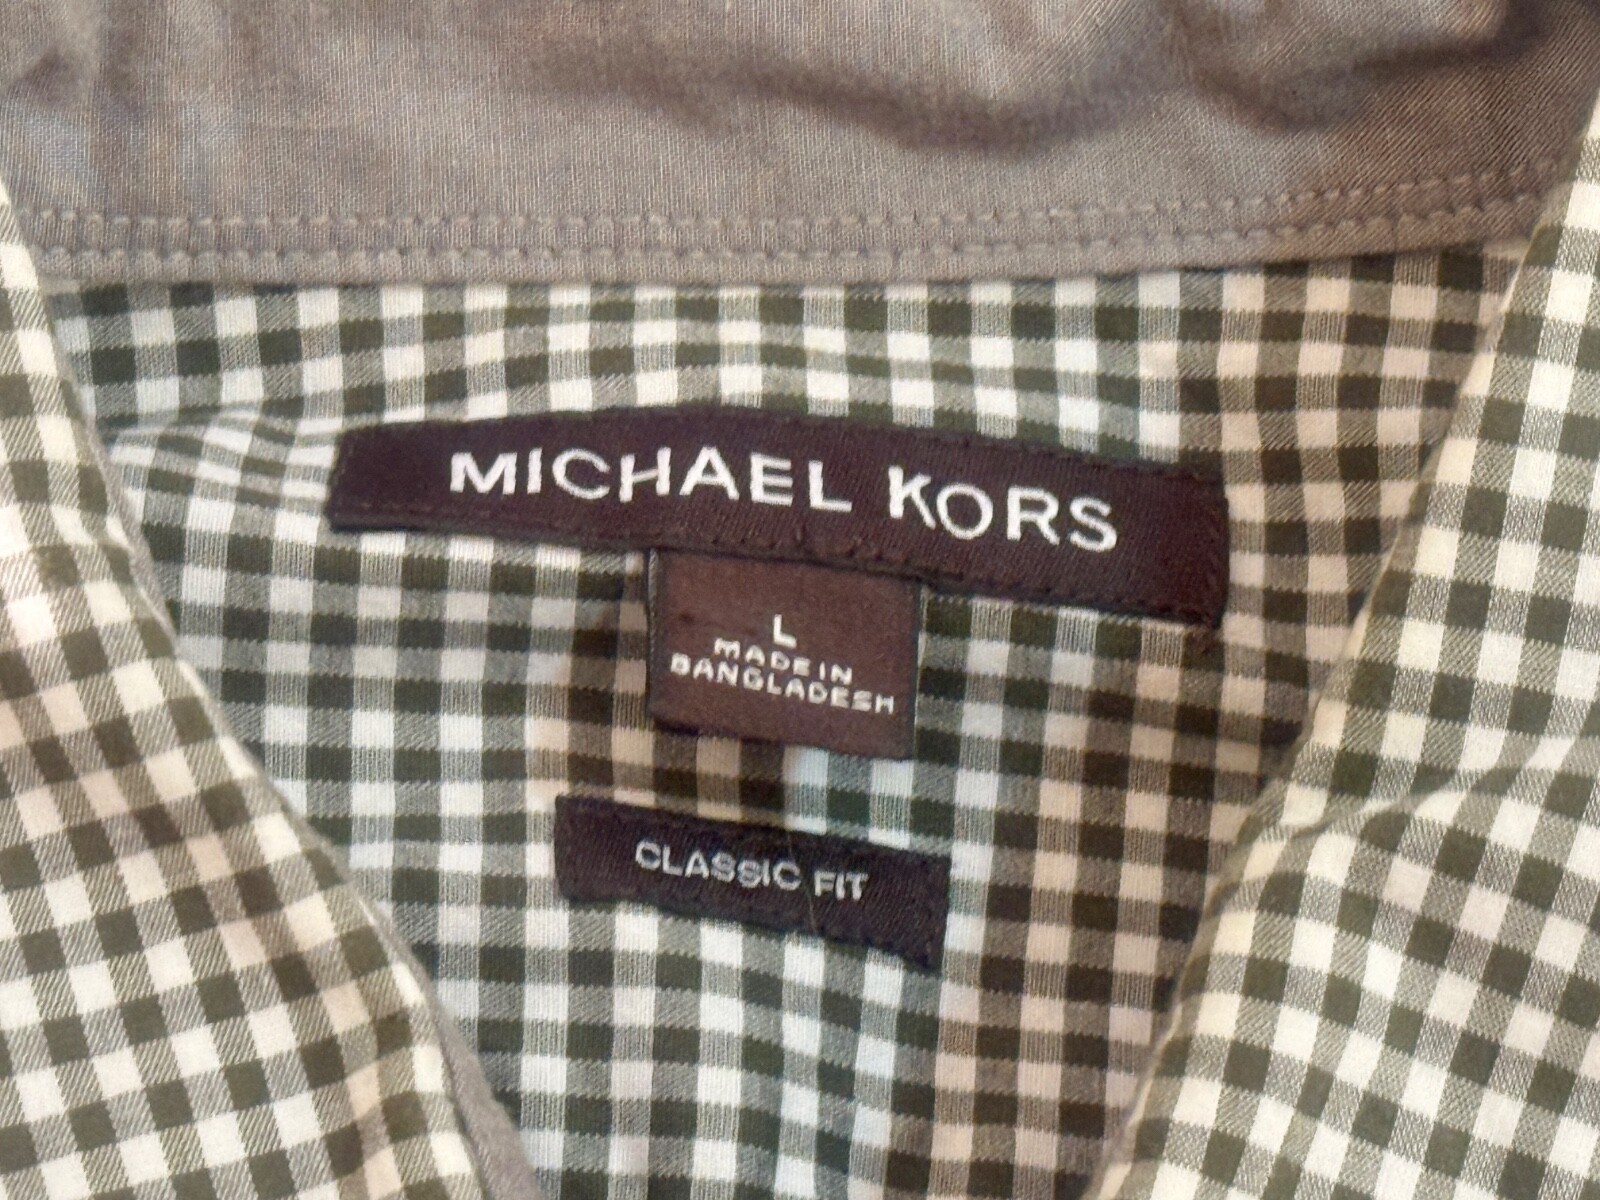 MICHAEL KORS
L
MADE IN
BANGLADESH
CLASSIC FIT